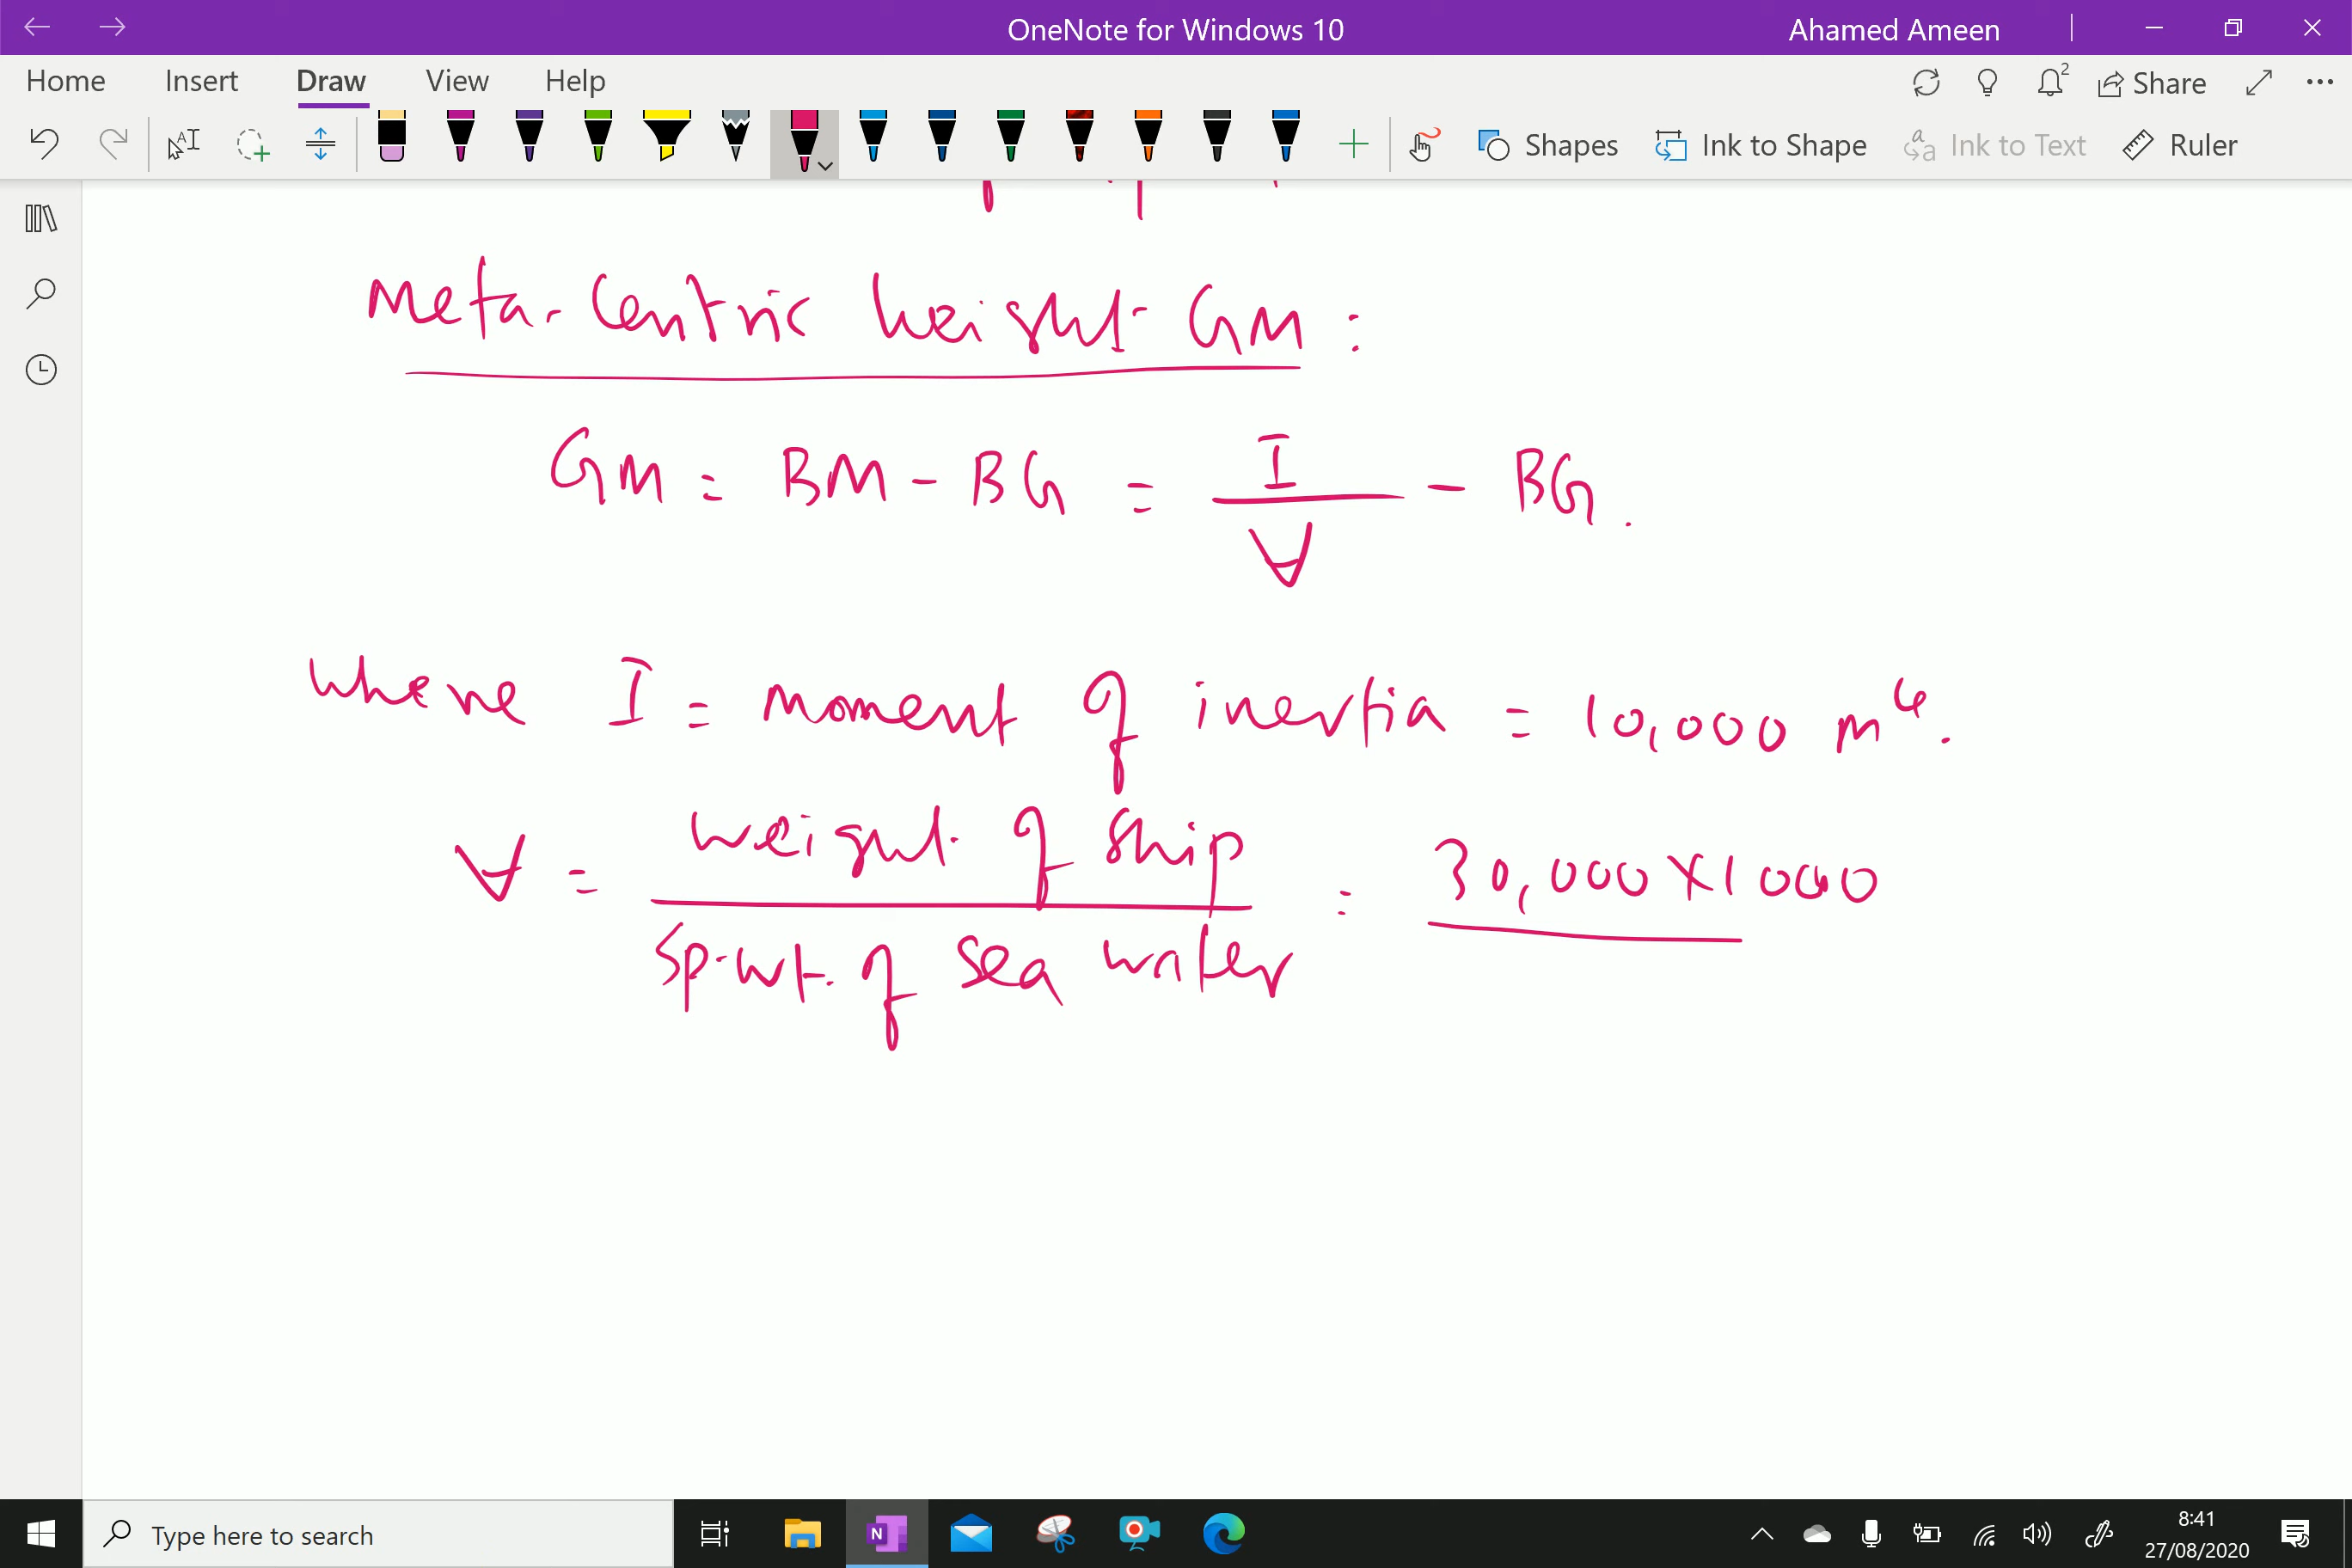 OneNote for Windows 10
Ahamed Ameen
Home Insert Draw View Help
2 Share
Shapes Ink to Shape Ink to Text Ruler
Meta-Centric height GM :
GM = BM - BG = I / V - BG.
where I = moment of inertia = 10,000 m⁴.
V = weight of ship / Sp.wt. of sea water = 30,000 X 1000
Type here to search
8:41
27/08/2020